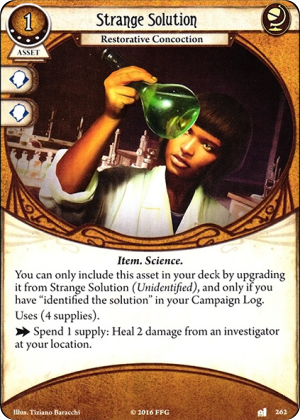 1
Strange Solution
Restorative Concoction
ASSET
Item. Science.
You can only include this asset in your deck by upgrading
it from Strange Solution (Unidentified), and only if you
have “identified the solution” in your Campaign Log.
Uses (4 supplies).
Spend 1 supply: Heal 2 damage from an investigator
at your location.
Illus. Tiziano Baracchi
© 2016 FFG
262